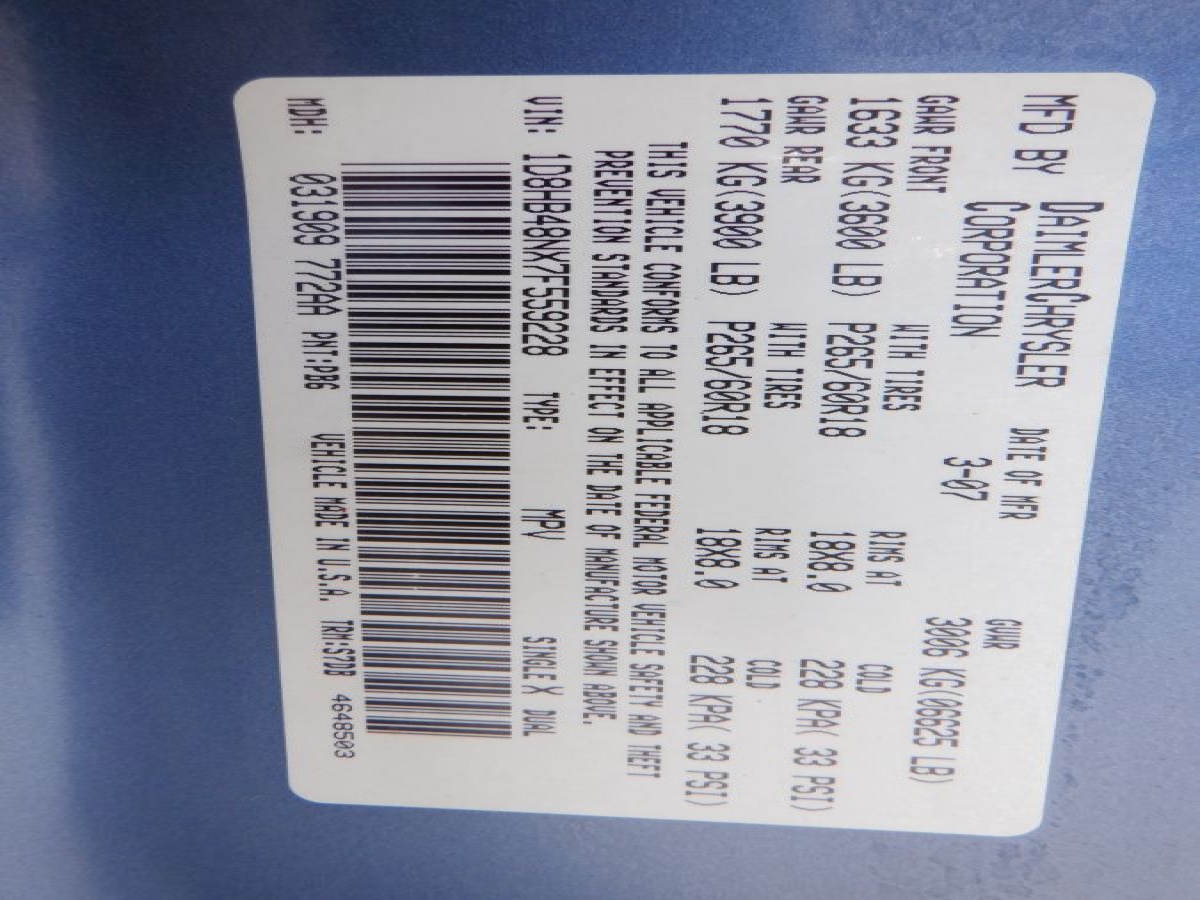 MFD BY DAIMLERCHRYSLER CORPORATION DATE OF MFR 3-07 GVWR 3006 KG(06625 LB)
GAWR FRONT WITH TIRES RIMS AT COLD
1633 KG(3600 LB) P265/60R18 18X8.0 228 KPA( 33 PSI)
GAWR REAR WITH TIRES RIMS AT COLD
1770 KG(3900 LB) P265/60R18 18X8.0 228 KPA( 33 PSI)
THIS VEHICLE CONFORMS TO ALL APPLICABLE FEDERAL MOTOR VEHICLE SAFETY AND THEFT
PREVENTION STANDARDS IN EFFECT ON THE DATE OF MANUFACTURE SHOWN ABOVE.
VIN: 1D8HB48NX7F559228 TYPE: MPV SINGLE X DUAL
MDH: 031909 772AA PNT:PB6 VEHICLE MADE IN U.S.A. TRM:S7DB 4648503